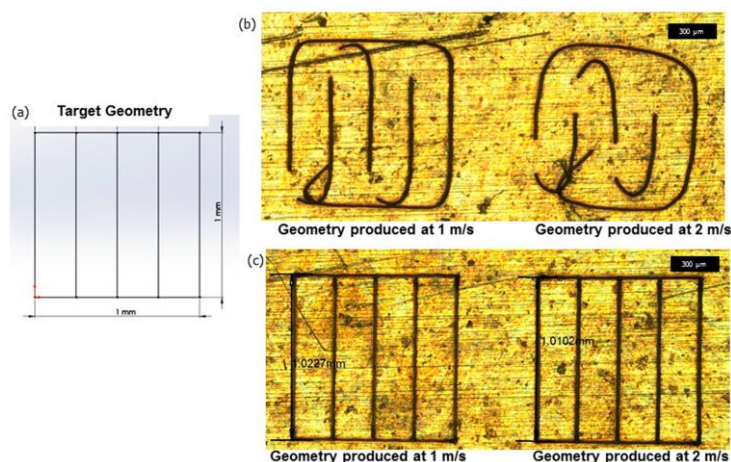 (a)
Target Geometry
1 mm
1 mm
(b)
300 µm
Geometry produced at 1 m/s
Geometry produced at 2 m/s
(c)
300 µm
1.0227mm
1.0102mm
Geometry produced at 1 m/s
Geometry produced at 2 m/s